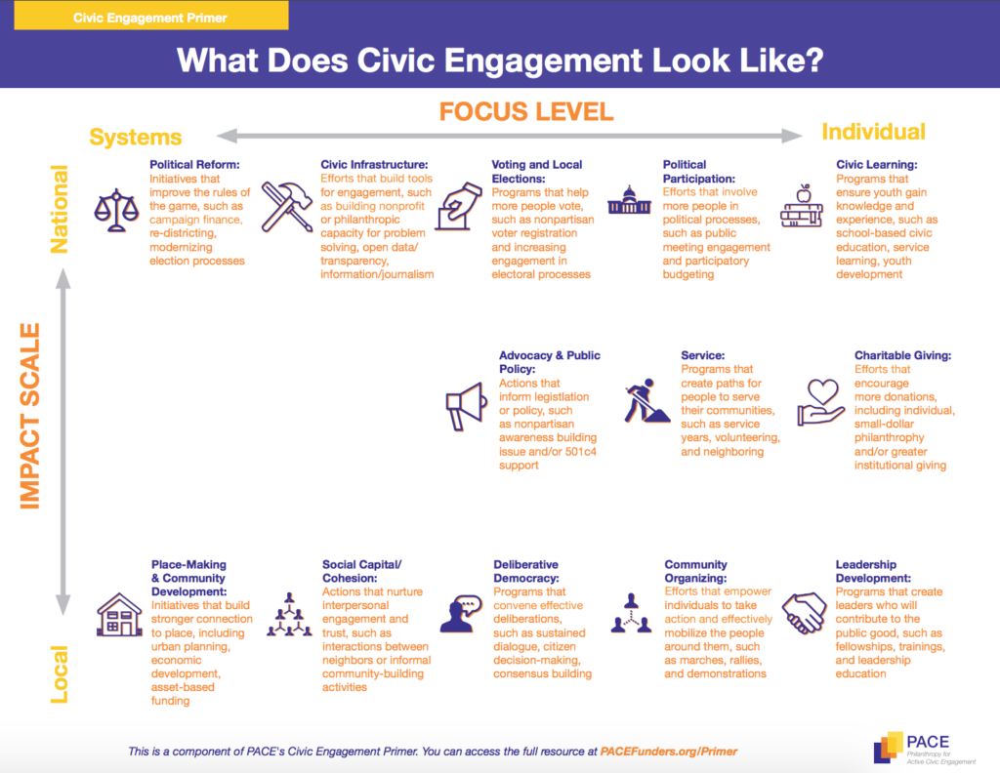 Civic Engagement Primer
What Does Civic Engagement Look Like?
FOCUS LEVEL
Systems
Individual
National
IMPACT SCALE
Local
Political Reform:
Initiatives that
improve the rules of
the game, such as
campaign finance,
re-districting,
modernizing
election processes
Civic Infrastructure:
Efforts that build tools
for engagement, such
as building nonprofit
or philanthropic
capacity for problem
solving, open data/
transparency,
information/journalism
Voting and Local
Elections:
Programs that help
more people vote,
such as nonpartisan
voter registration
and increasing
engagement in
electoral processes
Political
Participation:
Efforts that involve
more people in
political processes,
such as public
meeting engagement
and participatory
budgeting
Civic Learning:
Programs that
ensure youth gain
knowledge and
experience, such as
school-based civic
education, service
learning, youth
development
Advocacy & Public
Policy:
Actions that
inform legistlation
or policy, such
as nonpartisan
awareness building
issue and/or 501c4
support
Service:
Programs that
create paths for
people to serve
their communities,
such as service
years, volunteering,
and neighboring
Charitable Giving:
Efforts that
encourage
more donations,
including individual,
small-dollar
philanthropy
and/or greater
institutional giving
Place-Making
& Community
Development:
Initiatives that build
stronger connection
to place, including
urban planning,
economic
development,
asset-based
funding
Social Capital/
Cohesion:
Actions that nurture
interpersonal
engagement and
trust, such as
interactions between
neighbors or informal
community-building
activities
Deliberative
Democracy:
Programs that
convene effective
deliberations,
such as sustained
dialogue, citizen
decision-making,
consensus building
Community
Organizing:
Efforts that empower
individuals to take
action and effectively
mobilize the people
around them, such
as marches, rallies,
and demonstrations
Leadership
Development:
Programs that create
leaders who will
contribute to the
public good, such as
fellowships, trainings,
and leadership
education
This is a component of PACE's Civic Engagement Primer. You can access the full resource at PACEFunders.org/Primer
PACE
Philanthropy for
Active Civic Engagement